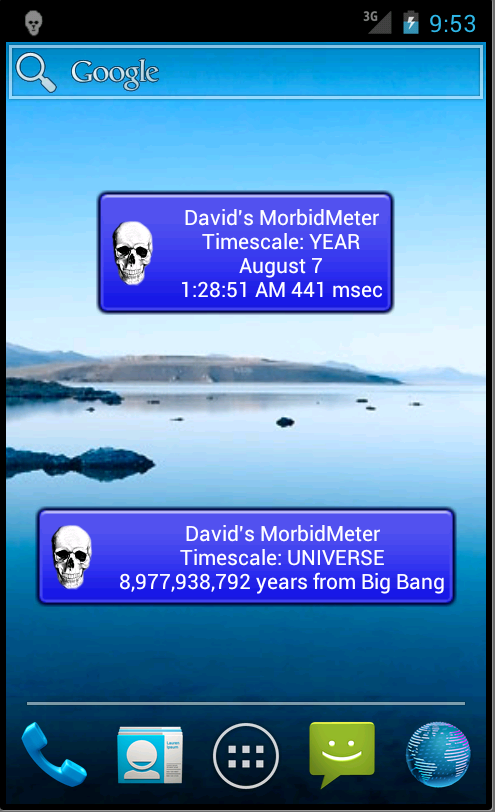 3G 9:53
Google
David's MorbidMeter
Timescale: YEAR
August 7
1:28:51 AM 441 msec
David's MorbidMeter
Timescale: UNIVERSE
8,977,938,792 years from Big Bang